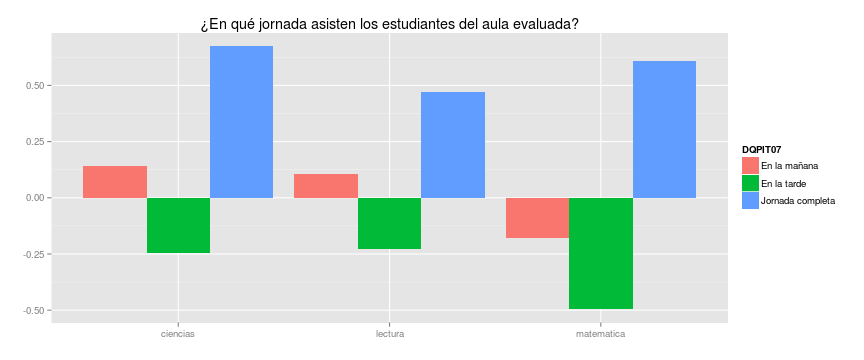 ¿En qué jornada asisten los estudiantes del aula evaluada?
0.50
0.25
0.00
-0.25
-0.50
ciencias lectura matematica
DQPIT07
En la mañana
En la tarde
Jornada completa